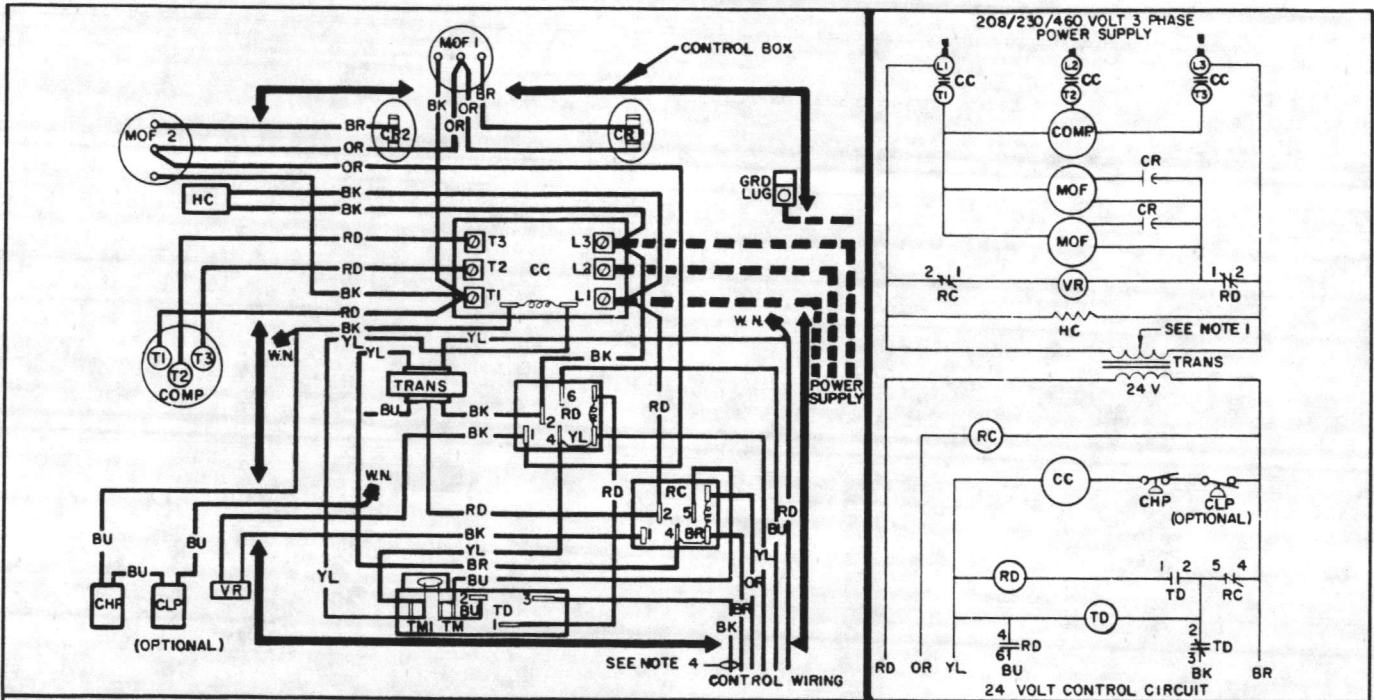 MOF 1
CONTROL BOX
BR
BK
OR
OR
MOF 2
BR
CR2
CR1
OR
OR
BK
HC
BK
GRD
LUG
RD
T3
L3
RD
T2
CC
L2
BK
T1
L1
RD
BK
W.N.
YL
YL
YL
W.N.
BK
T1
T2
T3
COMP
TRANS
BU
BK
6
RD
2
BK
1
4
YL
RD
POWER
SUPPLY
W.N.
RD
RC
RD
2
5
BK
1
4
BR
YL
BR
BU
BU
BU
BU
YL
CHP
CLP
VR
(OPTIONAL)
2
BU
TD
3
TM1
TM
1
RD
BU
YL
OR
BR
BK
SEE NOTE 4
CONTROL WIRING
208/230/460 VOLT 3 PHASE
POWER SUPPLY
L1
L2
L3
CC
CC
CC
T1
T2
T3
COMP
CR
MOF
CR
MOF
2 1
RC
VR
1 2
RD
HC
SEE NOTE 1
TRANS
24 V
RC
CC
CHP
CLP
(OPTIONAL)
RD
1 2
TD
5 4
RC
TD
4
6
RD
BU
2
3
TD
BK
RD OR YL
BR
24 VOLT CONTROL CIRCUIT